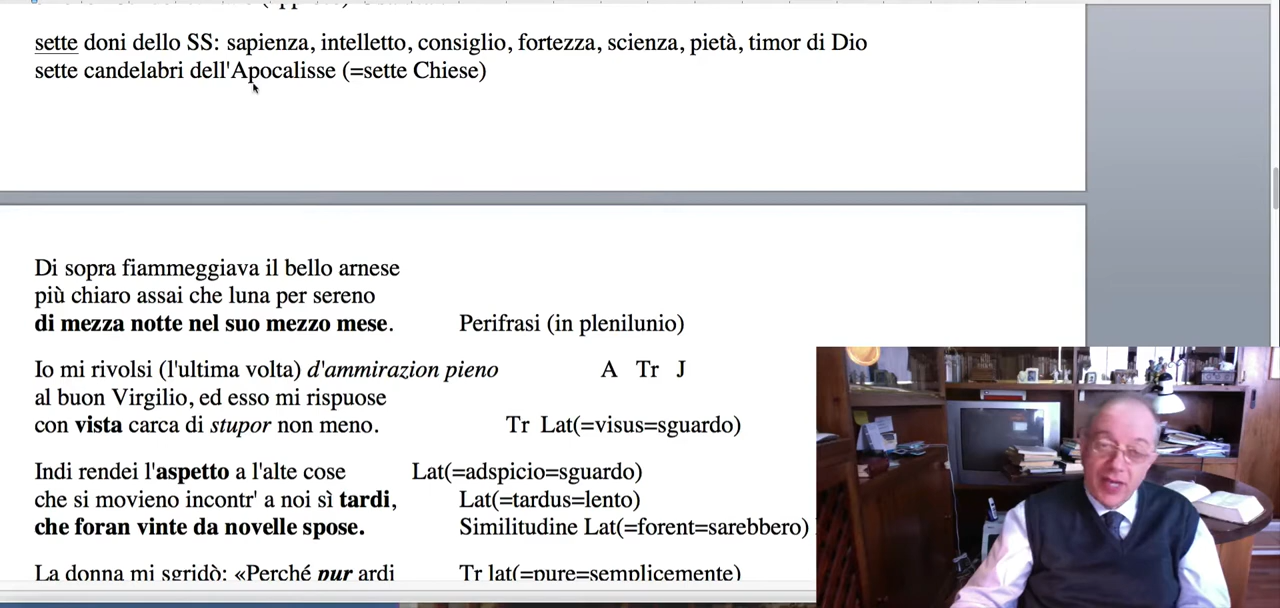 sette doni dello SS: sapienza, intelletto, consiglio, fortezza, scienza, pietà, timor di Dio
sette candelabri dell'Apocalisse (=sette Chiese)
Di sopra fiammeggiava il bello arnese
più chiaro assai che luna per sereno
di mezza notte nel suo mezzo mese. Perifrasi (in plenilunio)
Io mi rivolsi (l'ultima volta) d'ammirazion pieno A Tr J
al buon Virgilio, ed esso mi rispuose
con vista carca di stupor non meno. Tr Lat(=visus=sguardo)
Indi rendei l'aspetto a l'alte cose Lat(=adspicio=sguardo)
che si movieno incontr' a noi sì tardi, Lat(=tardus=lento)
che foran vinte da novelle spose. Similitudine Lat(=forent=sarebbero)
La donna mi sgridò: «Perché pur ardi Tr lat(=pure=semplicemente)